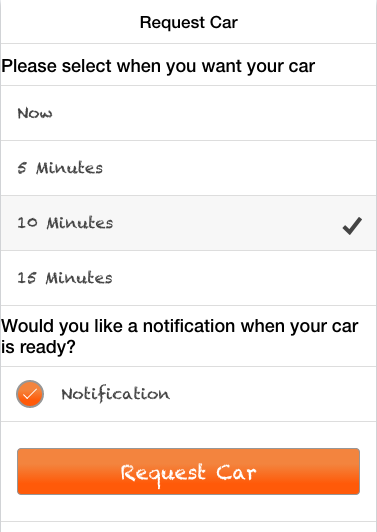 Request Car
Please select when you want your car
Now
5 Minutes
10 Minutes
15 Minutes
Would you like a notification when your car
is ready?
Notification
Request Car